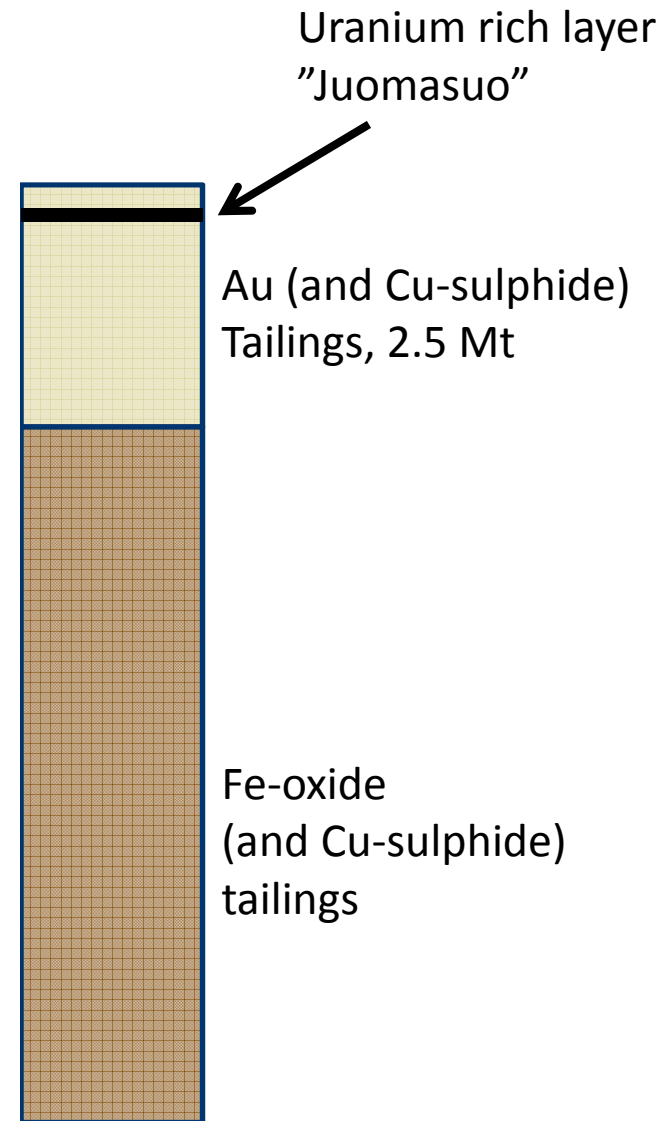 Uranium rich layer
”Juomasuo”
Au (and Cu-sulphide)
Tailings, 2.5 Mt
Fe-oxide
(and Cu-sulphide)
tailings